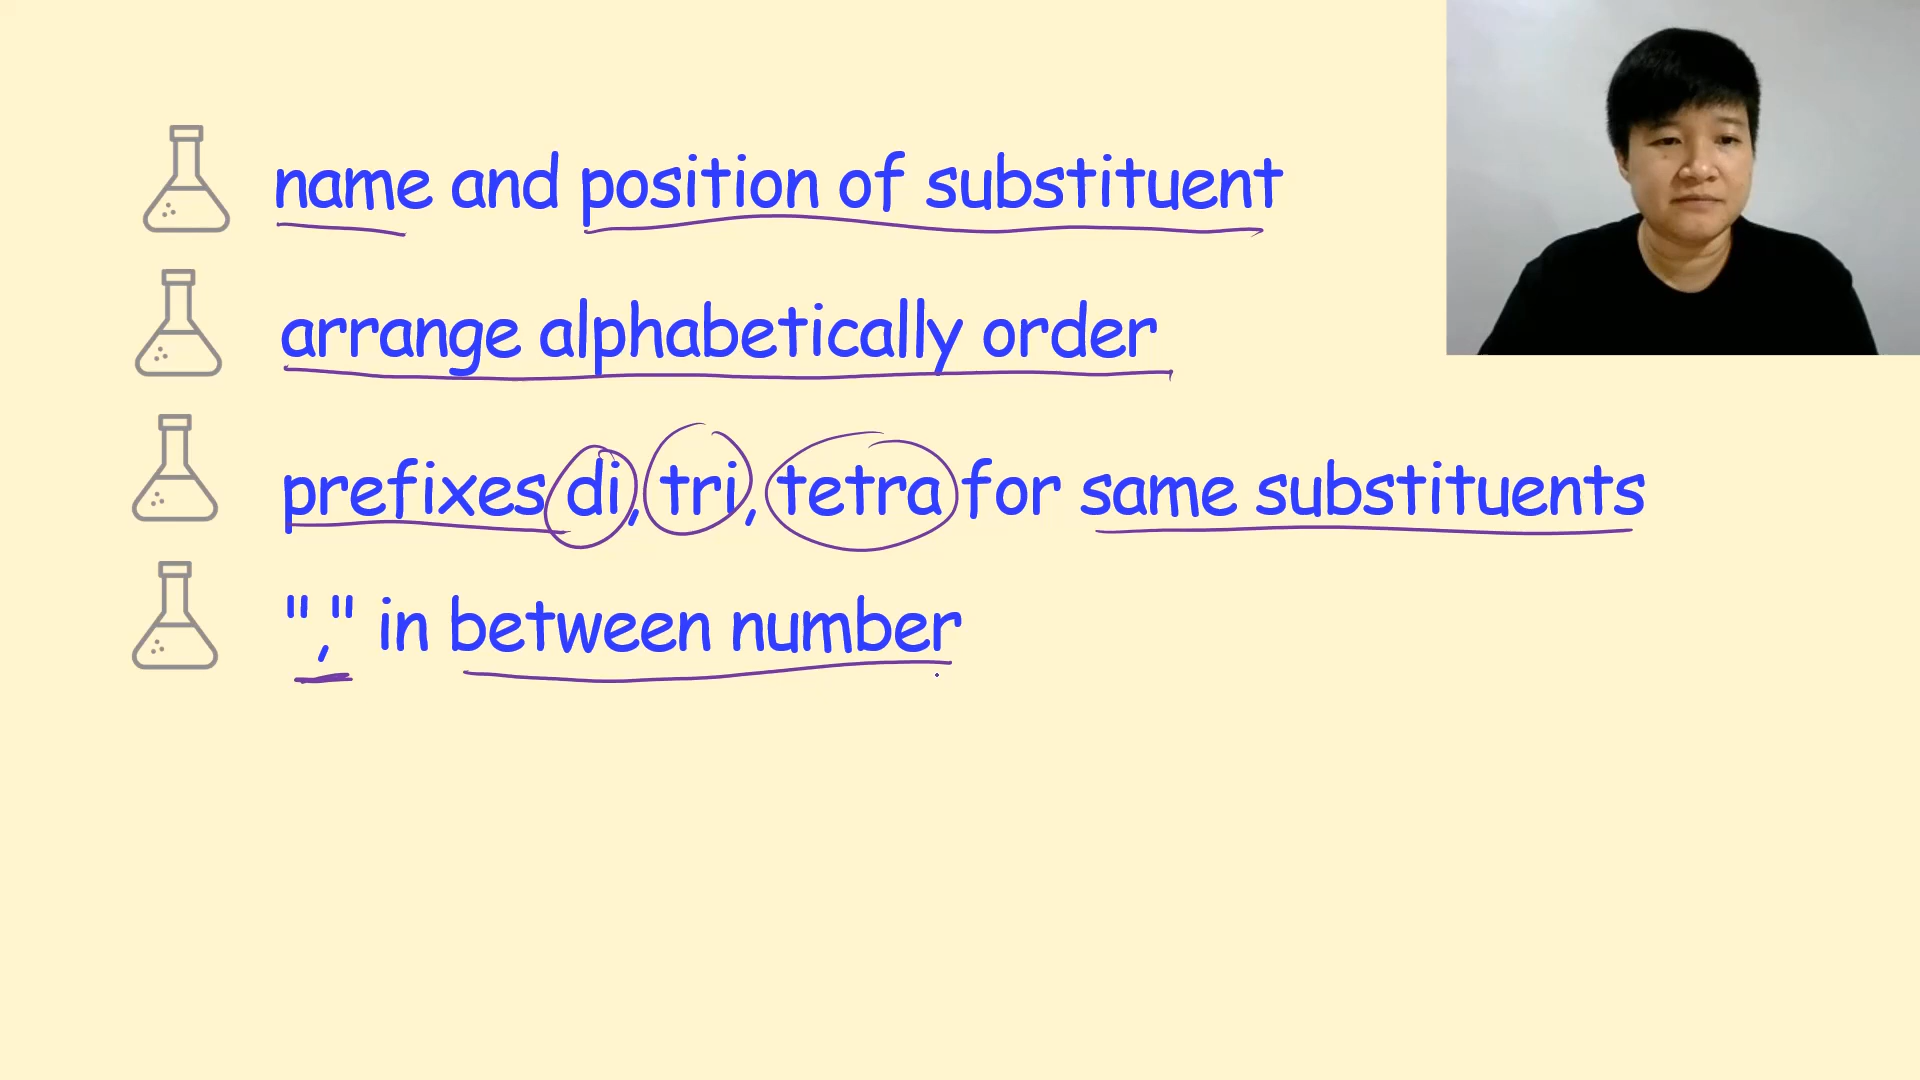 name and position of substituent
arrange alphabetically order
prefixes di, tri, tetra for same substituents
"," in between number